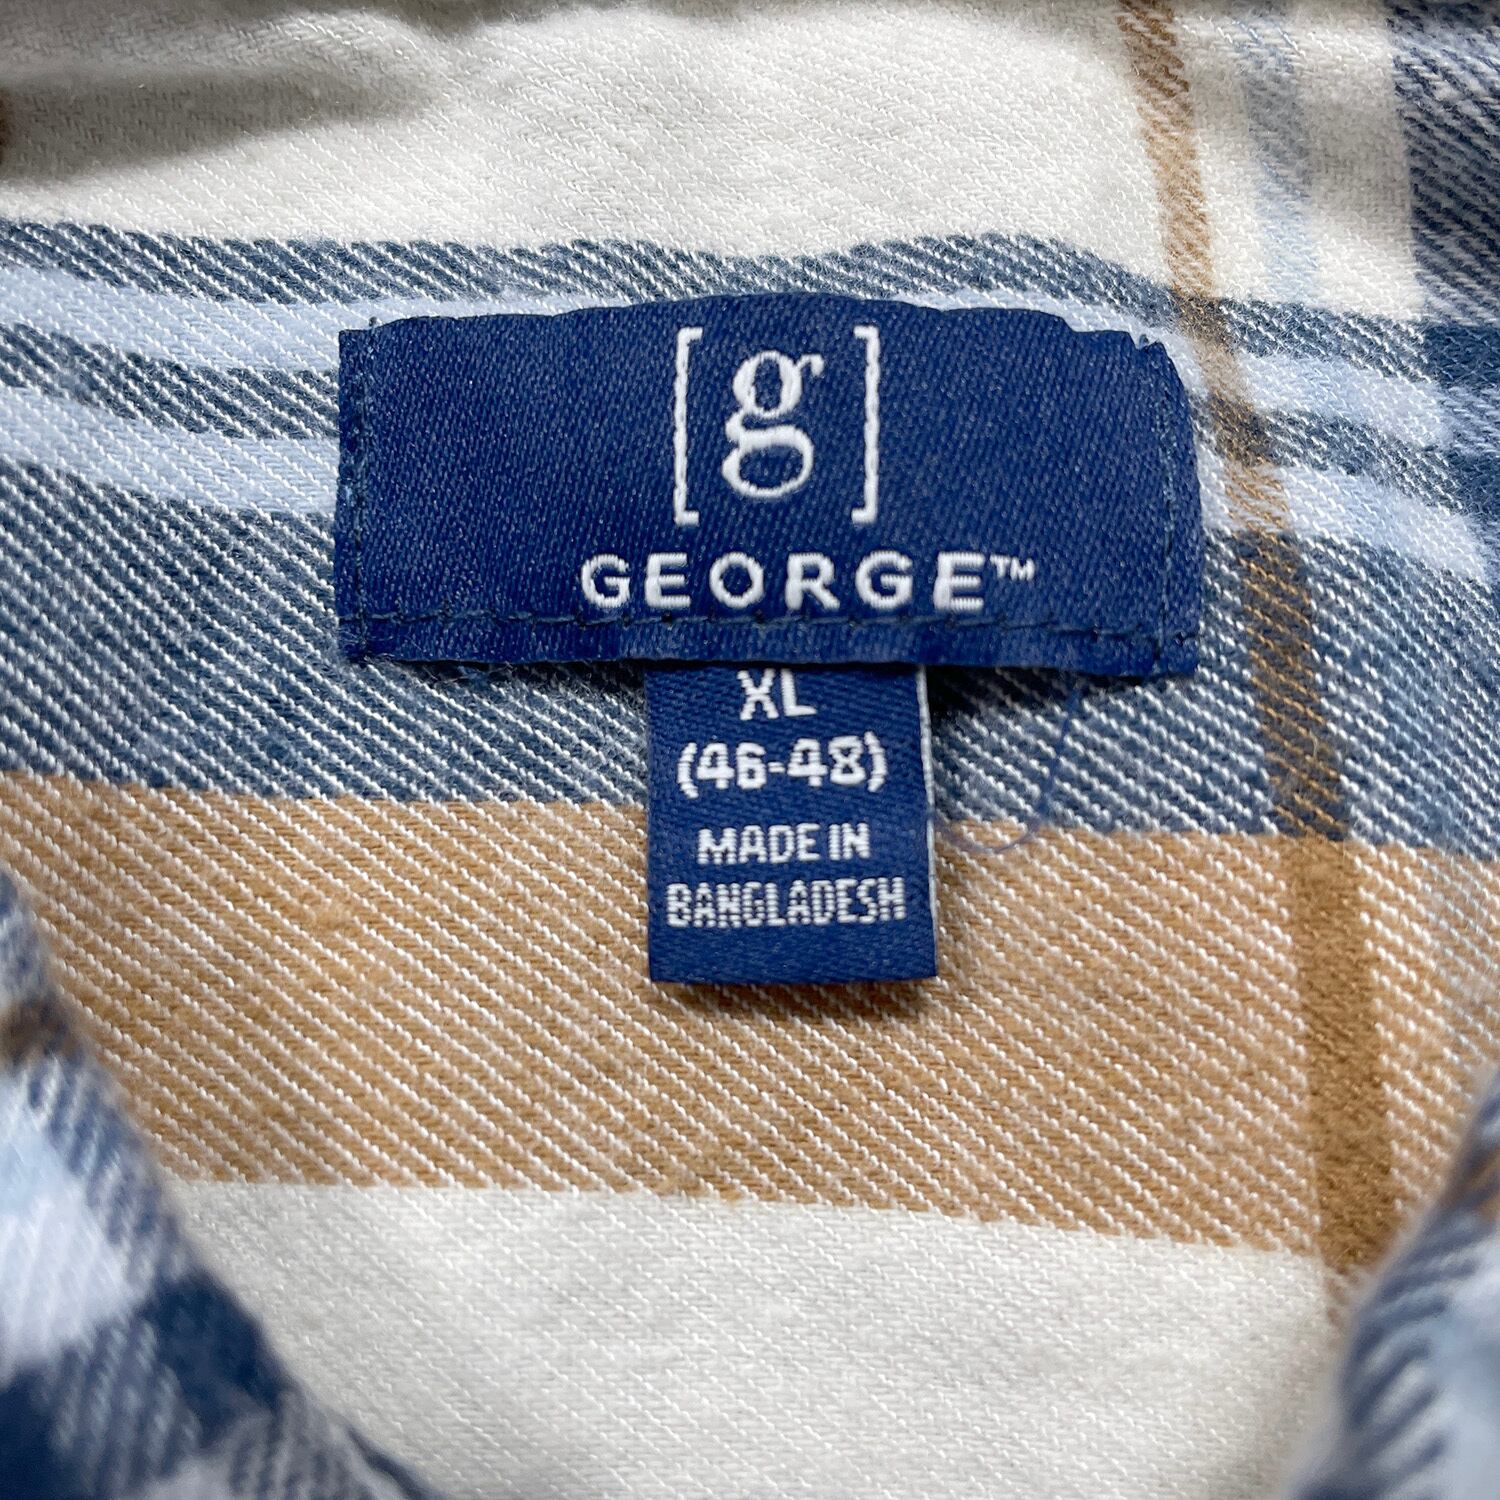 [g]
GEORGE™
XL
(46-48)
MADE IN
BANGLADESH